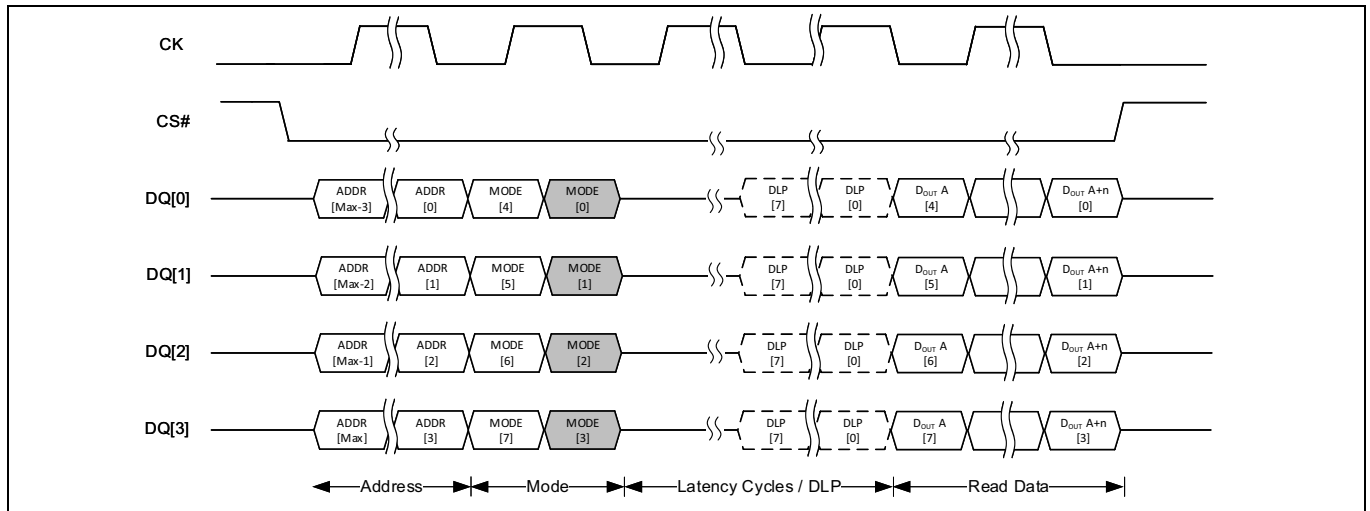 CK
CS#
DQ[0]
ADDR [Max-3]
ADDR [0]
MODE [4]
MODE [0]
DLP [7]
DLP [0]
DOUT A [4]
DOUT A+n [0]
DQ[1]
ADDR [Max-2]
ADDR [1]
MODE [5]
MODE [1]
DLP [7]
DLP [0]
DOUT A [5]
DOUT A+n [1]
DQ[2]
ADDR [Max-1]
ADDR [2]
MODE [6]
MODE [2]
DLP [7]
DLP [0]
DOUT A [6]
DOUT A+n [2]
DQ[3]
ADDR [Max]
ADDR [3]
MODE [7]
MODE [3]
DLP [7]
DLP [0]
DOUT A [7]
DOUT A+n [3]
Address
Mode
Latency Cycles / DLP
Read Data